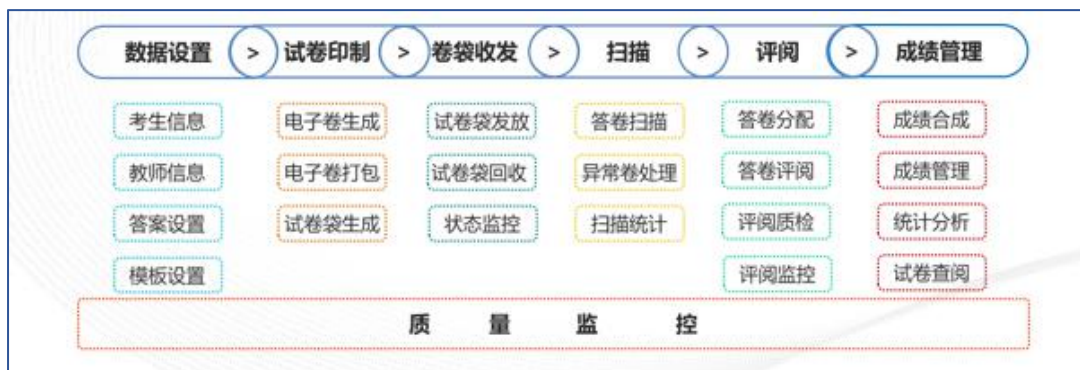 数据设置 > 试卷印制 > 卷袋收发 > 扫描 > 评阅 > 成绩管理
考生信息 电子卷生成 试卷袋发放 答卷扫描 答卷分配 成绩合成
教师信息 电子卷打包 试卷袋回收 异常卷处理 答卷评阅 成绩管理
答案设置 试卷袋生成 状态监控 扫描统计 评阅质检 统计分析
模板设置 评阅监控 试卷查阅
质量监控